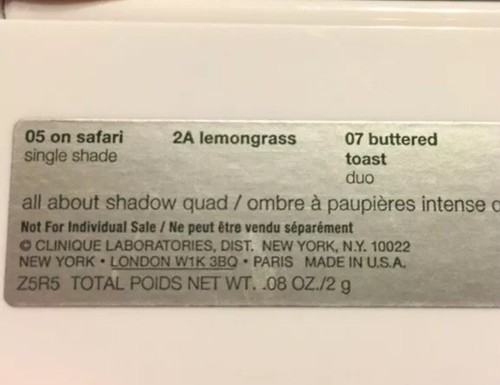 05 on safari
single shade
2A lemongrass
07 buttered
toast
duo
all about shadow quad / ombre à paupières intense
Not For Individual Sale / Ne peut être vendu séparément
© CLINIQUE LABORATORIES, DIST. NEW YORK, N.Y. 10022
NEW YORK • LONDON W1K 3BQ • PARIS MADE IN U.S.A.
Z5R5 TOTAL POIDS NET WT. .08 OZ./2 g